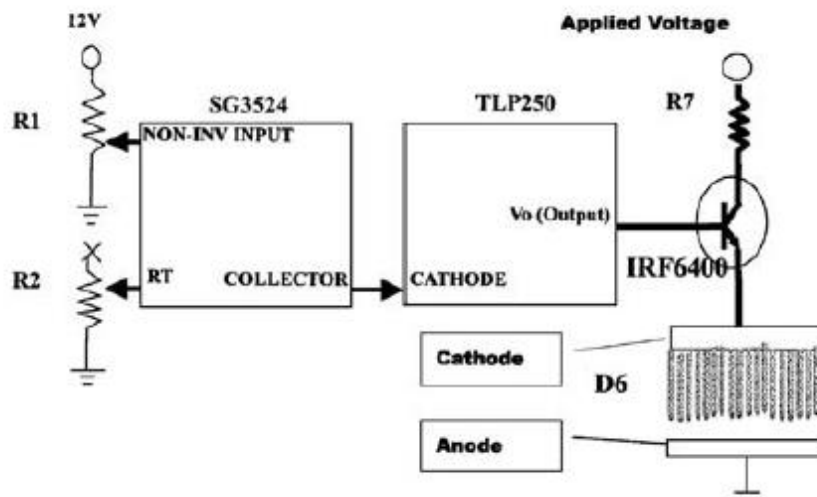 12V
Applied Voltage
R1
SG3524
TLP250
R7
NON-INV INPUT
Vo (Output)
R2
RT
COLLECTOR
CATHODE
IRF6400
Cathode
D6
Anode